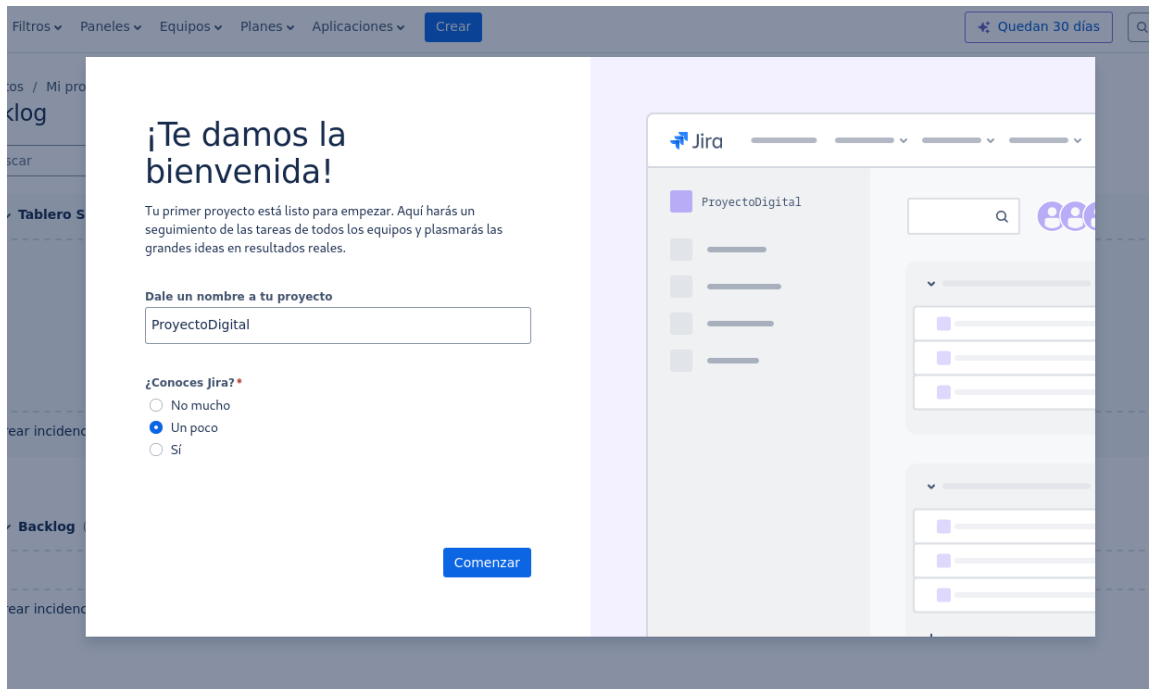 Filtros Paneles Equipos Planes Aplicaciones Crear Quedan 30 días
/ Mi pro
scar
Tablero S
rear incidenc
Backlog
rear incidenc
¡Te damos la
bienvenida!
Tu primer proyecto está listo para empezar. Aquí harás un
seguimiento de las tareas de todos los equipos y plasmarás las
grandes ideas en resultados reales.
Dale un nombre a tu proyecto
ProyectoDigital
¿Conoces Jira?*
No mucho
Un poco
Sí
Comenzar
Jira
ProyectoDigital